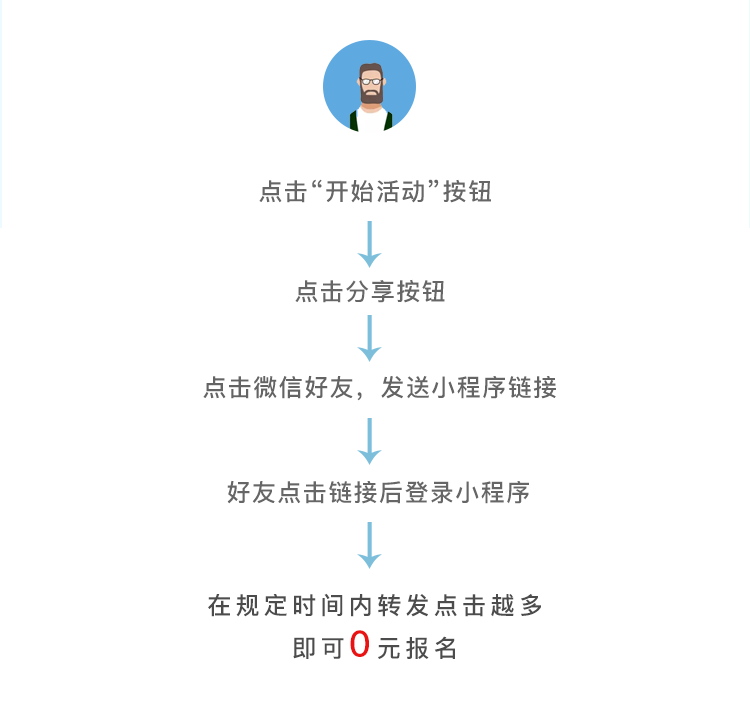 点击“开始活动”按钮
点击分享按钮
点击微信好友，发送小程序链接
好友点击链接后登录小程序
在规定时间内转发点击越多
即可0元报名